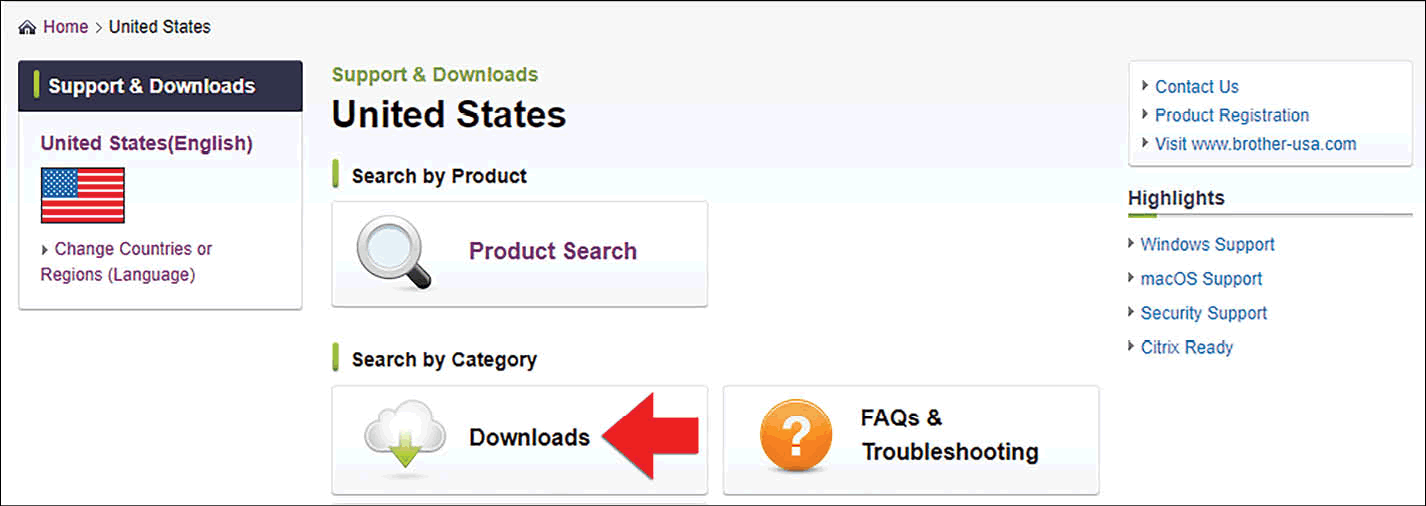 Home > United States
Support & Downloads
United States(English)
Change Countries or
Regions (Language)
Support & Downloads
United States
Search by Product
Product Search
Search by Category
Downloads
FAQs &
Troubleshooting
Contact Us
Product Registration
Visit www.brother-usa.com
Highlights
Windows Support
macOS Support
Security Support
Citrix Ready